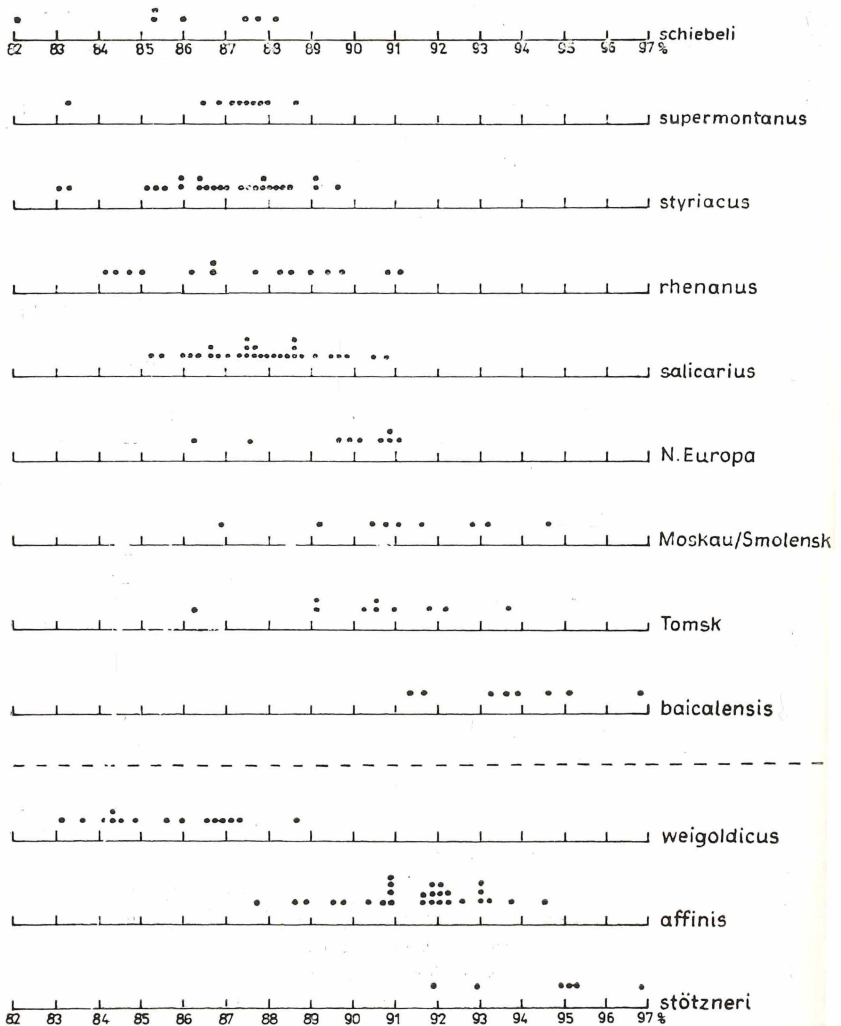 schiebeli
82 83 84 85 86 87 88 89 90 91 92 93 94 95 96 97%
supermontanus
styriacus
rhenanus
salicarius
N.Europa
Moskau/Smolensk
Tomsk
baicalensis
weigoldicus
affinis
stötzneri
82 83 84 85 86 87 88 89 90 91 92 93 94 95 96 97%